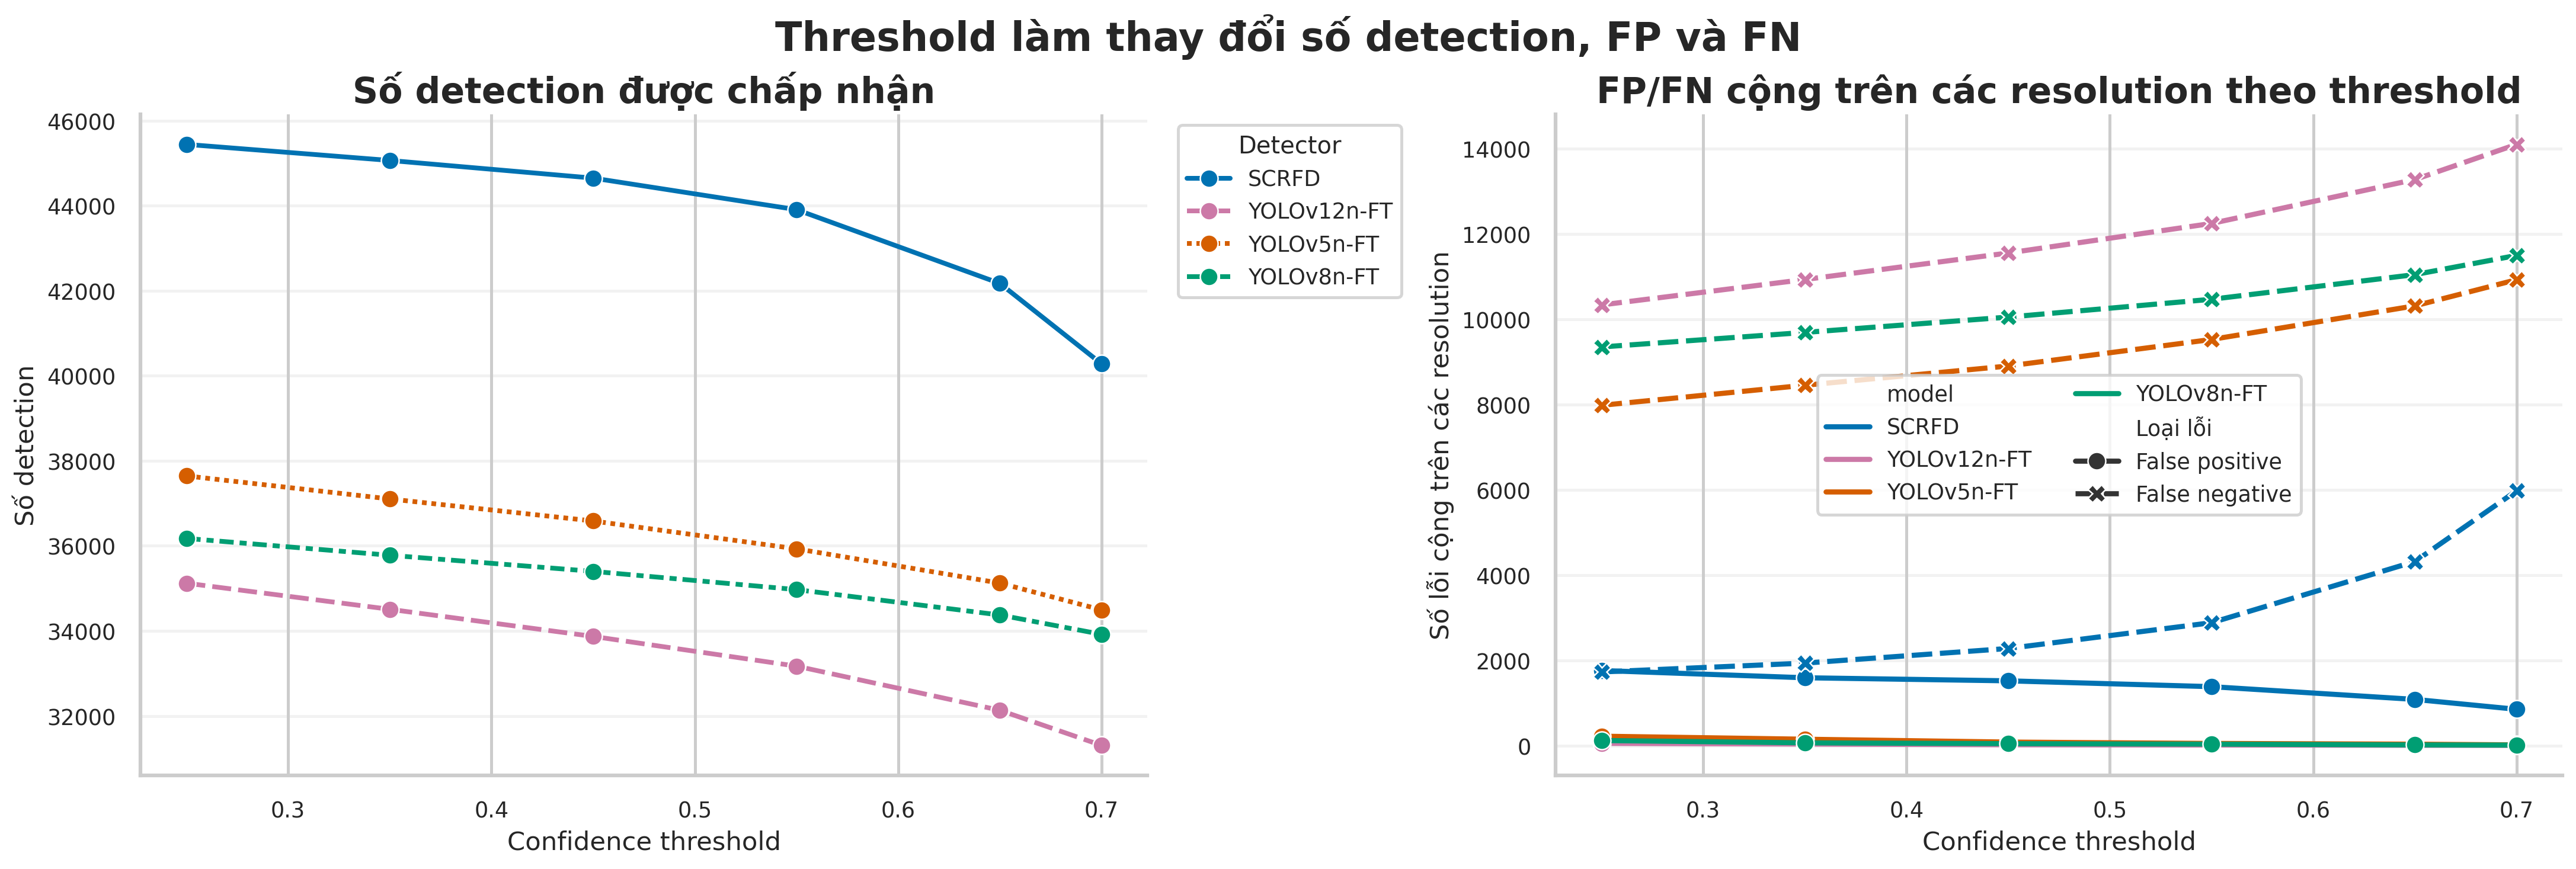 Threshold làm thay đổi số detection, FP và FN
Số detection được chấp nhận
Số detection
46000
44000
42000
40000
38000
36000
34000
32000
0.3
0.4
0.5
0.6
0.7
Confidence threshold
Detector
SCRFD
YOLOv12n-FT
YOLOv5n-FT
YOLOv8n-FT
FP/FN cộng trên các resolution theo threshold
Số lỗi cộng trên các resolution
14000
12000
10000
8000
6000
4000
2000
0
model
SCRFD
YOLOv12n-FT
YOLOv5n-FT
YOLOv8n-FT
Loại lỗi
False positive
False negative
0.3
0.4
0.5
0.6
0.7
Confidence threshold